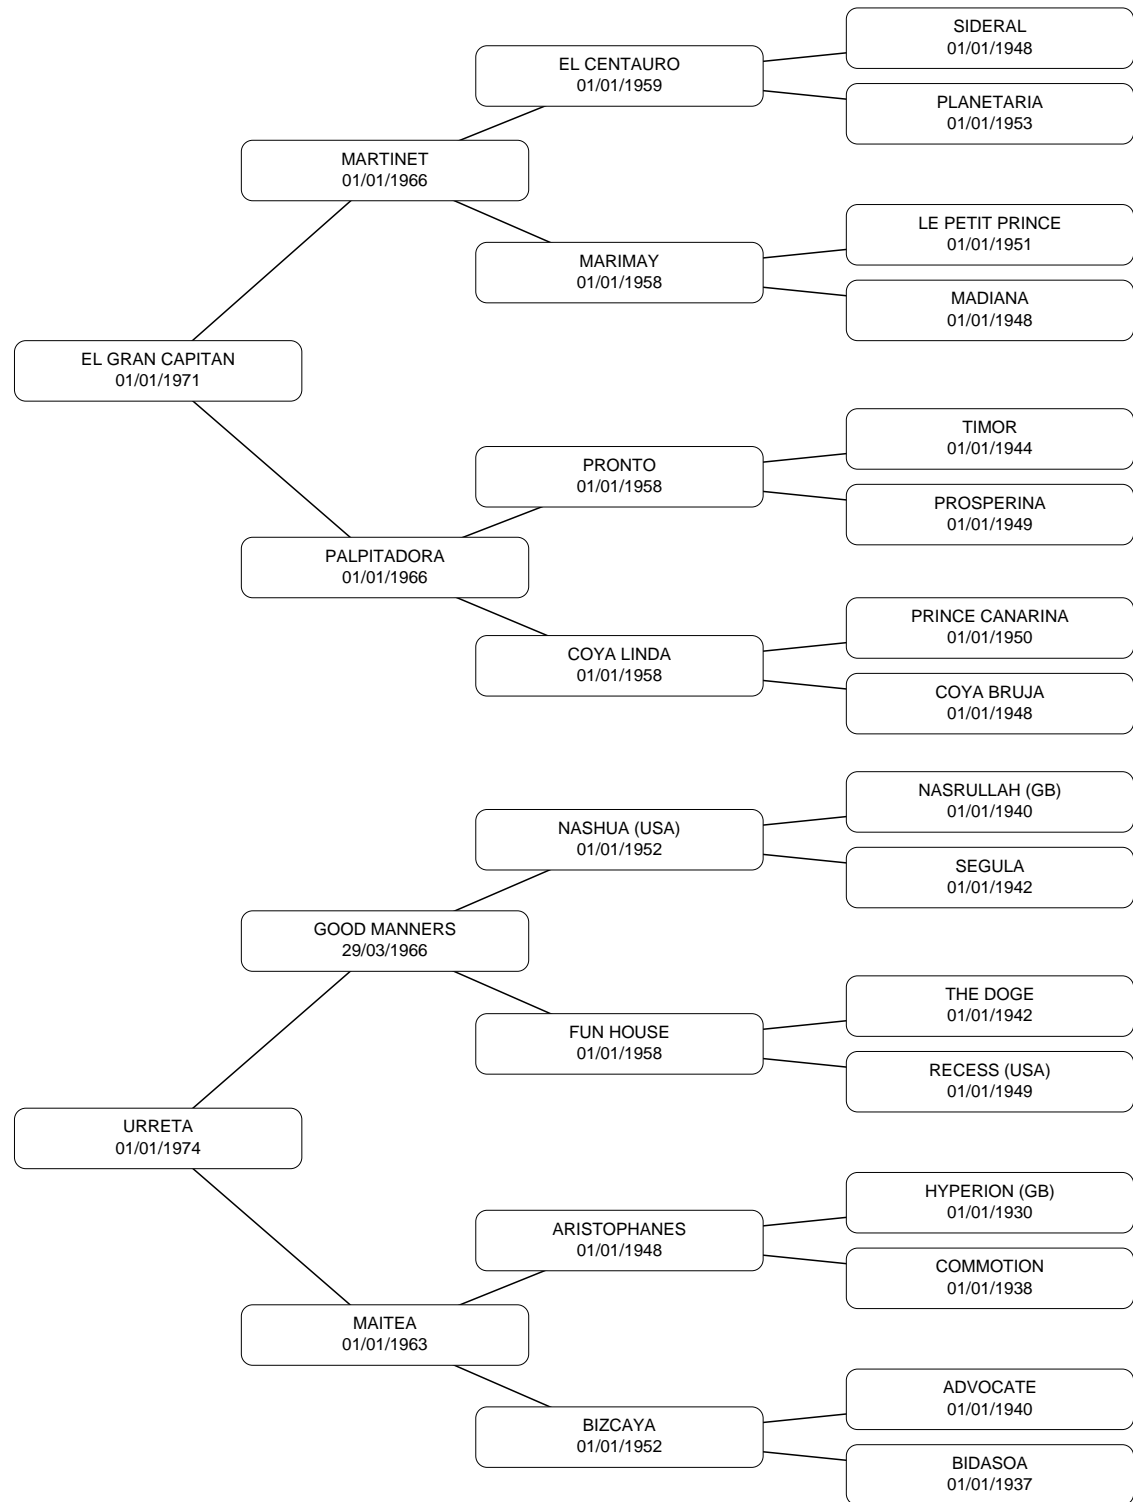 SIDERAL
01/01/1948
EL CENTAURO
01/01/1959
PLANETARIA
01/01/1953
MARTINET
01/01/1966
LE PETIT PRINCE
01/01/1951
MARIMAY
01/01/1958
MADIANA
01/01/1948
EL GRAN CAPITAN
01/01/1971
TIMOR
01/01/1944
PRONTO
01/01/1958
PROSPERINA
01/01/1949
PALPITADORA
01/01/1966
PRINCE CANARINA
01/01/1950
COYA LINDA
01/01/1958
COYA BRUJA
01/01/1948
NASRULLAH (GB)
01/01/1940
NASHUA (USA)
01/01/1952
SEGULA
01/01/1942
GOOD MANNERS
29/03/1966
THE DOGE
01/01/1942
FUN HOUSE
01/01/1958
RECESS (USA)
01/01/1949
URRETA
01/01/1974
HYPERION (GB)
01/01/1930
ARISTOPHANES
01/01/1948
COMMOTION
01/01/1938
MAITEA
01/01/1963
ADVOCATE
01/01/1940
BIZCAYA
01/01/1952
BIDASOA
01/01/1937